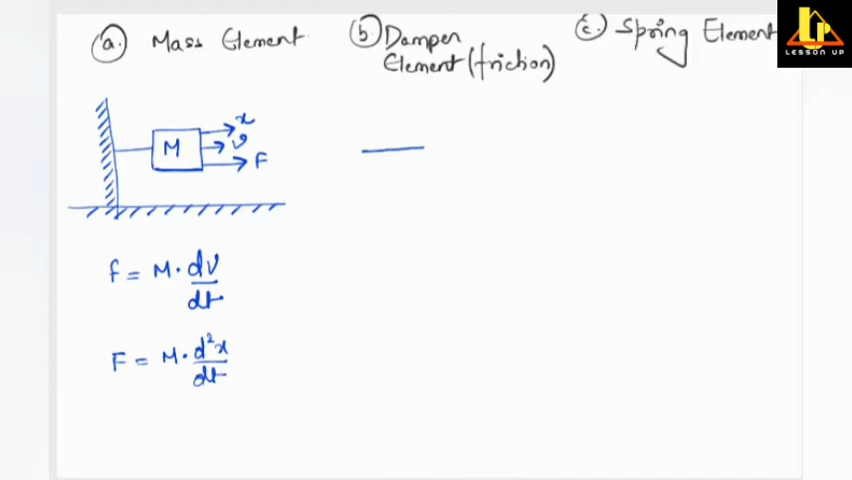 (a.) Mass Element
(b) Damper
Element (friction)
(c) Spring Element
LESSON UP
M
x
v
F
f = M · dv/dt
F = M · d²x/dt